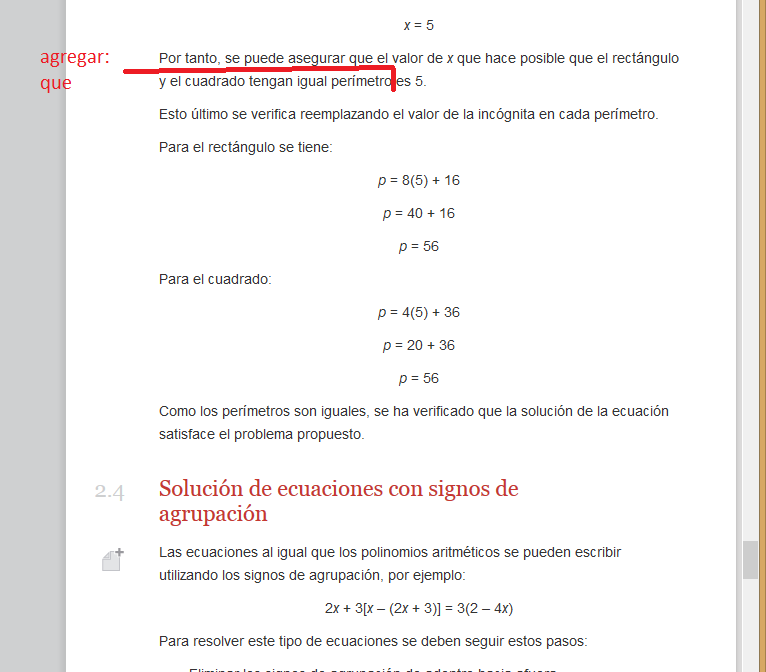 x = 5
agregar:
que
Por tanto, se puede asegurar que el valor de x que hace posible que el rectángulo
y el cuadrado tengan igual perímetro es 5.
Esto último se verifica reemplazando el valor de la incógnita en cada perímetro.
Para el rectángulo se tiene:
p = 8(5) + 16
p = 40 + 16
p = 56
Para el cuadrado:
p = 4(5) + 36
p = 20 + 36
p = 56
Como los perímetros son iguales, se ha verificado que la solución de la ecuación
satisface el problema propuesto.
2.4 Solución de ecuaciones con signos de
agrupación
Las ecuaciones al igual que los polinomios aritméticos se pueden escribir
utilizando los signos de agrupación, por ejemplo:
2x + 3[x – (2x + 3)] = 3(2 – 4x)
Para resolver este tipo de ecuaciones se deben seguir estos pasos: